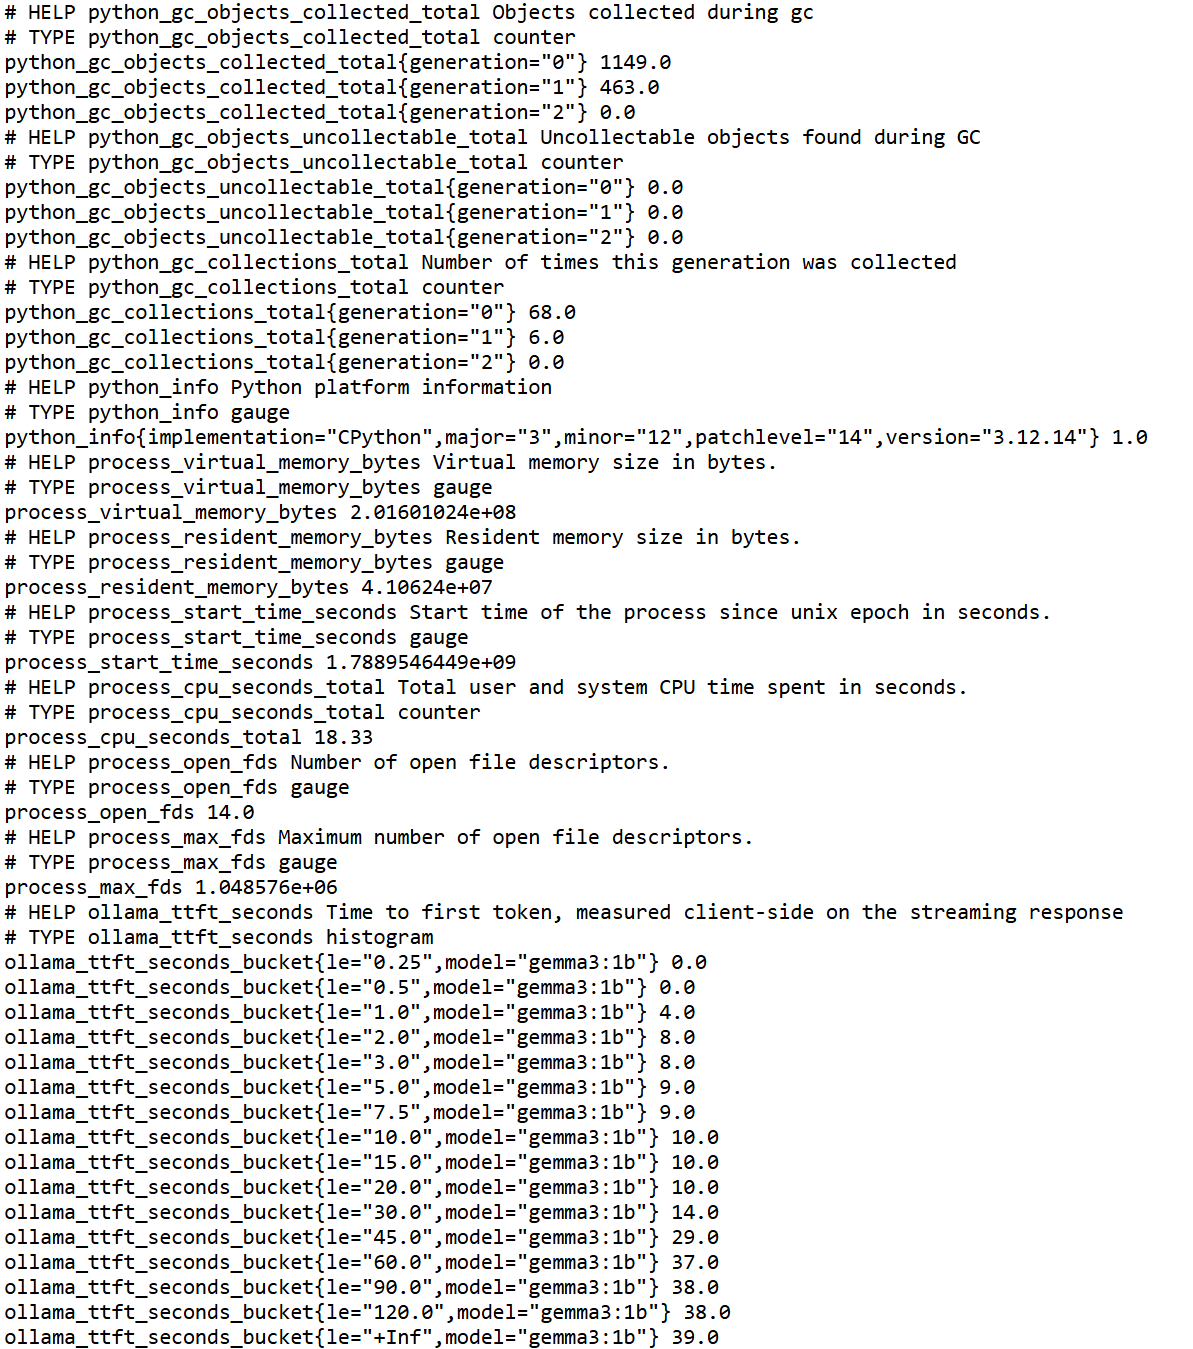 # HELP python_gc_objects_collected_total Objects collected during gc
# TYPE python_gc_objects_collected_total counter
python_gc_objects_collected_total{generation="0"} 1149.0
python_gc_objects_collected_total{generation="1"} 463.0
python_gc_objects_collected_total{generation="2"} 0.0
# HELP python_gc_objects_uncollectable_total Uncollectable objects found during GC
# TYPE python_gc_objects_uncollectable_total counter
python_gc_objects_uncollectable_total{generation="0"} 0.0
python_gc_objects_uncollectable_total{generation="1"} 0.0
python_gc_objects_uncollectable_total{generation="2"} 0.0
# HELP python_gc_collections_total Number of times this generation was collected
# TYPE python_gc_collections_total counter
python_gc_collections_total{generation="0"} 68.0
python_gc_collections_total{generation="1"} 6.0
python_gc_collections_total{generation="2"} 0.0
# HELP python_info Python platform information
# TYPE python_info gauge
python_info{implementation="CPython",major="3",minor="12",patchlevel="14",version="3.12.14"} 1.0
# HELP process_virtual_memory_bytes Virtual memory size in bytes.
# TYPE process_virtual_memory_bytes gauge
process_virtual_memory_bytes 2.01601024e+08
# HELP process_resident_memory_bytes Resident memory size in bytes.
# TYPE process_resident_memory_bytes gauge
process_resident_memory_bytes 4.10624e+07
# HELP process_start_time_seconds Start time of the process since unix epoch in seconds.
# TYPE process_start_time_seconds gauge
process_start_time_seconds 1.7889546449e+09
# HELP process_cpu_seconds_total Total user and system CPU time spent in seconds.
# TYPE process_cpu_seconds_total counter
process_cpu_seconds_total 18.33
# HELP process_open_fds Number of open file descriptors.
# TYPE process_open_fds gauge
process_open_fds 14.0
# HELP process_max_fds Maximum number of open file descriptors.
# TYPE process_max_fds gauge
process_max_fds 1.048576e+06
# HELP ollama_ttft_seconds Time to first token, measured client-side on the streaming response
# TYPE ollama_ttft_seconds histogram
ollama_ttft_seconds_bucket{le="0.25",model="gemma3:1b"} 0.0
ollama_ttft_seconds_bucket{le="0.5",model="gemma3:1b"} 0.0
ollama_ttft_seconds_bucket{le="1.0",model="gemma3:1b"} 4.0
ollama_ttft_seconds_bucket{le="2.0",model="gemma3:1b"} 8.0
ollama_ttft_seconds_bucket{le="3.0",model="gemma3:1b"} 8.0
ollama_ttft_seconds_bucket{le="5.0",model="gemma3:1b"} 9.0
ollama_ttft_seconds_bucket{le="7.5",model="gemma3:1b"} 9.0
ollama_ttft_seconds_bucket{le="10.0",model="gemma3:1b"} 10.0
ollama_ttft_seconds_bucket{le="15.0",model="gemma3:1b"} 10.0
ollama_ttft_seconds_bucket{le="20.0",model="gemma3:1b"} 10.0
ollama_ttft_seconds_bucket{le="30.0",model="gemma3:1b"} 14.0
ollama_ttft_seconds_bucket{le="45.0",model="gemma3:1b"} 29.0
ollama_ttft_seconds_bucket{le="60.0",model="gemma3:1b"} 37.0
ollama_ttft_seconds_bucket{le="90.0",model="gemma3:1b"} 38.0
ollama_ttft_seconds_bucket{le="120.0",model="gemma3:1b"} 38.0
ollama_ttft_seconds_bucket{le="+Inf",model="gemma3:1b"} 39.0